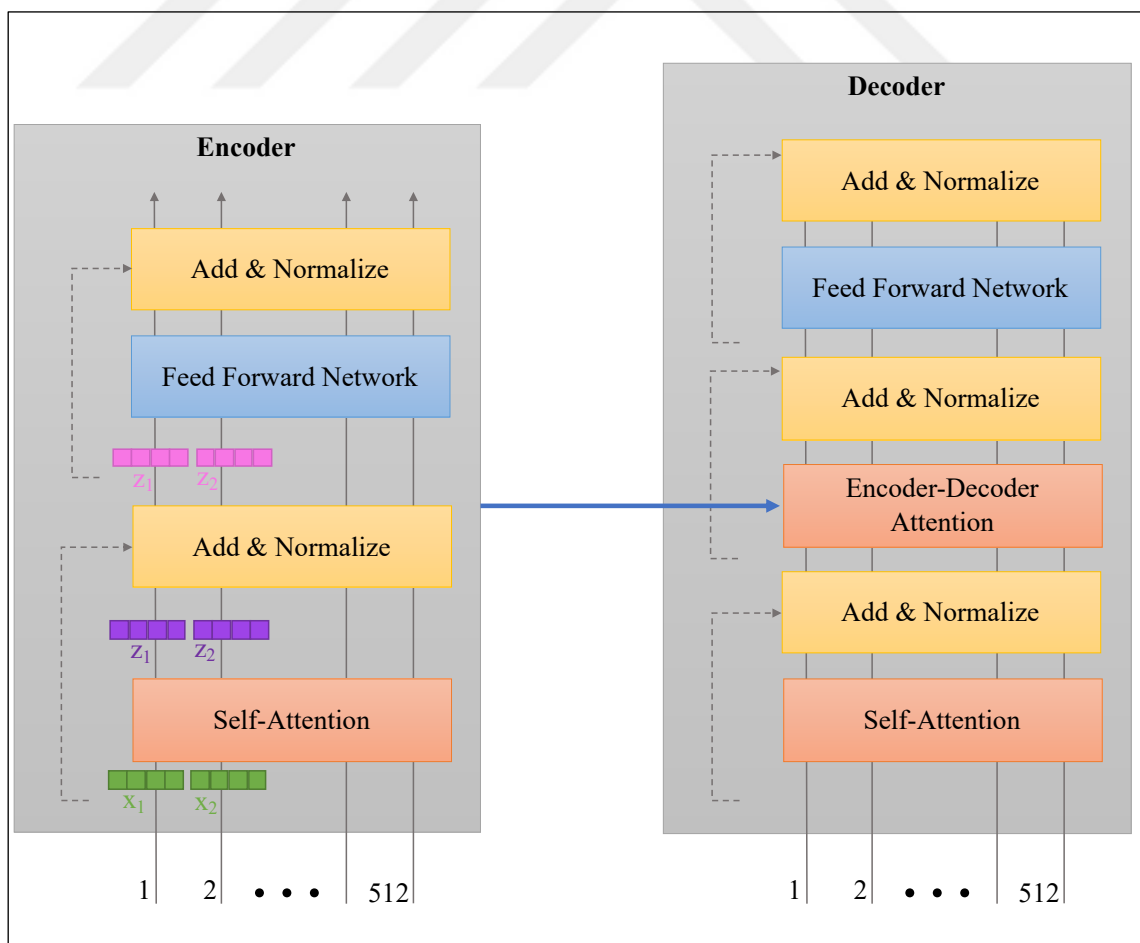 Encoder
Add & Normalize
Feed Forward Network
z₁ z₂
Add & Normalize
z₁ z₂
Self-Attention
x₁ x₂
1 2 • • • 512
Decoder
Add & Normalize
Feed Forward Network
Add & Normalize
Encoder-Decoder
Attention
Add & Normalize
Self-Attention
1 2 • • • 512